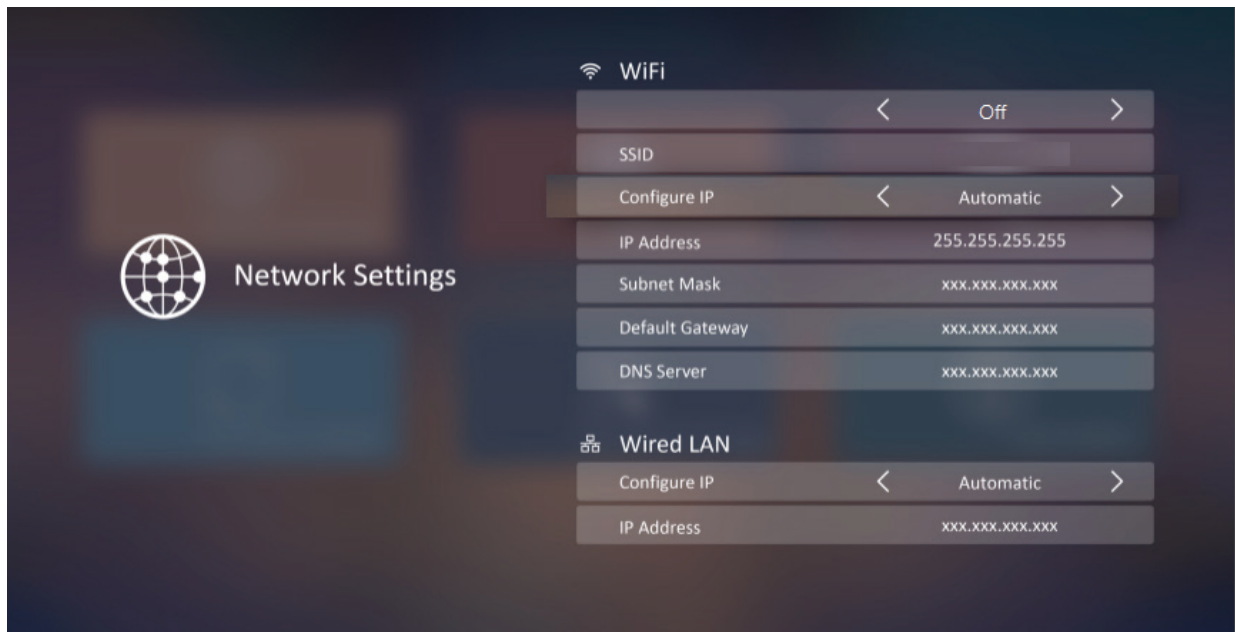 WiFi
Off
SSID
Configure IP Automatic
IP Address 255.255.255.255
Network Settings
Subnet Mask xxx.xxx.xxx.xxx
Default Gateway xxx.xxx.xxx.xxx
DNS Server xxx.xxx.xxx.xxx
Wired LAN
Configure IP Automatic
IP Address xxx.xxx.xxx.xxx